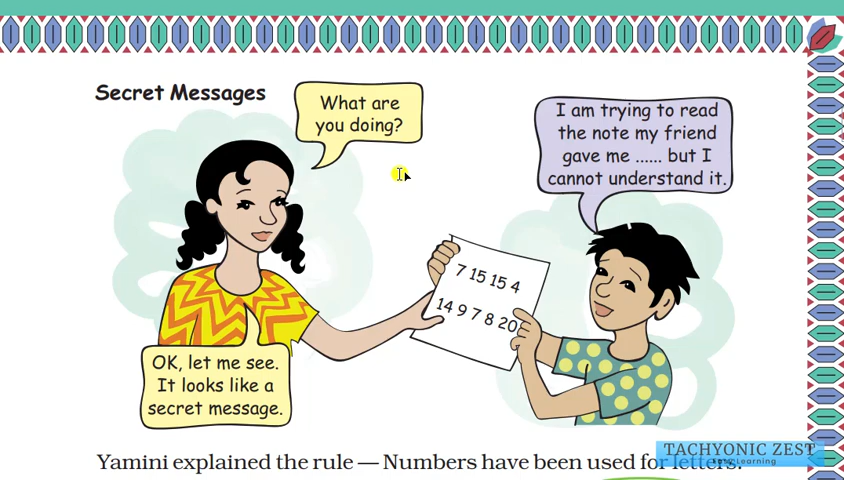 Secret Messages
What are
you doing?
I am trying to read
the note my friend
gave me ...... but I
cannot understand it.
7 15 15 4
14 9 7 8 20
OK, let me see.
It looks like a
secret message.
TACHYONIC ZEST
Easy Learning
Yamini explained the rule — Numbers have been used for letters.